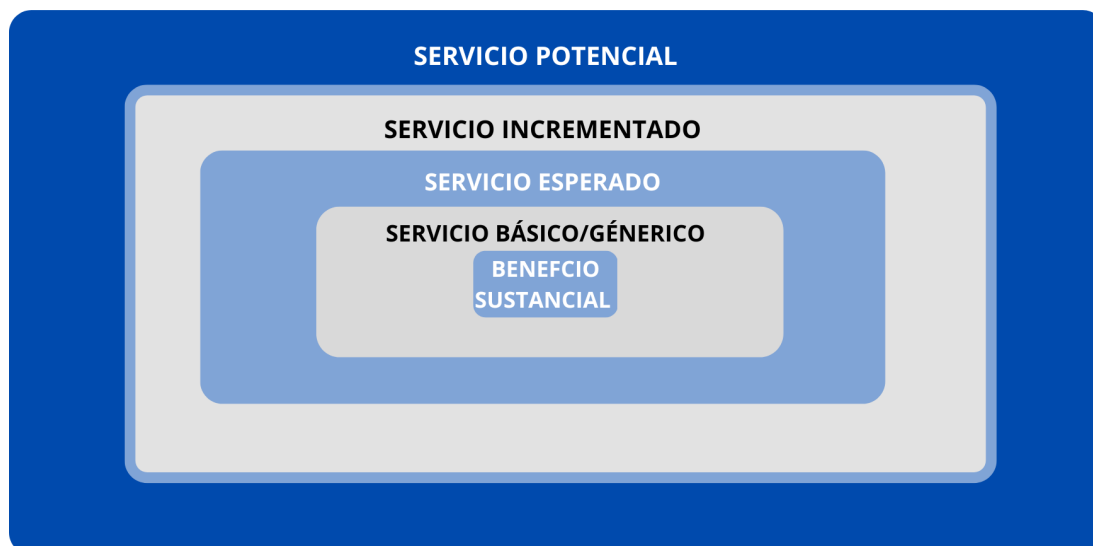 SERVICIO POTENCIAL
SERVICIO INCREMENTADO
SERVICIO ESPERADO
SERVICIO BÁSICO/GÉNERICO
BENEFCIO
SUSTANCIAL